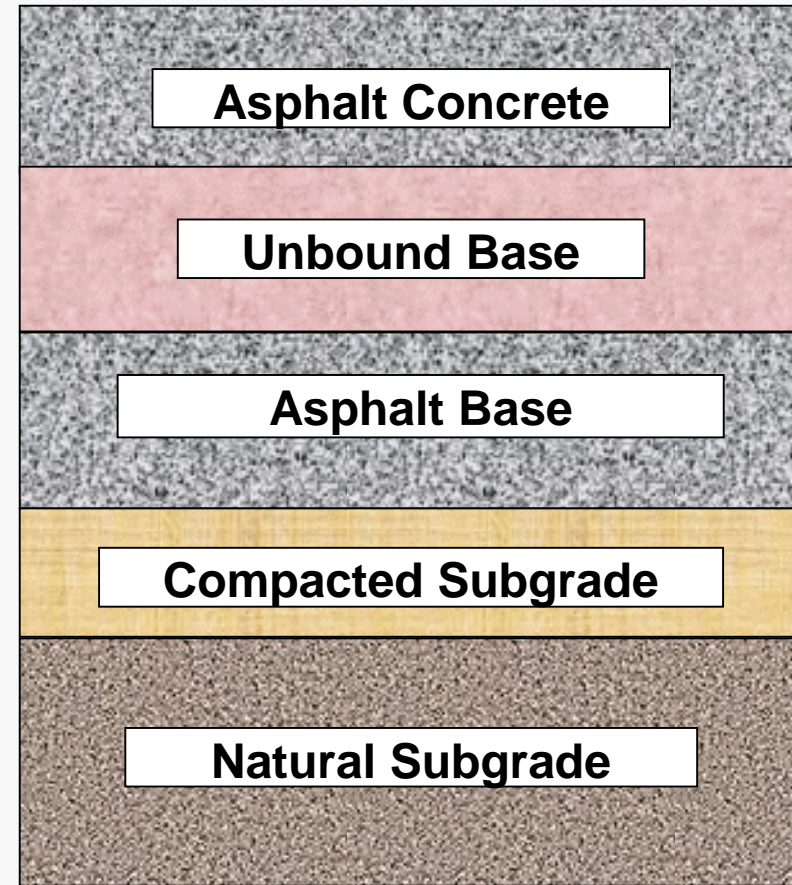 Asphalt Concrete
Unbound Base
Asphalt Base
Compacted Subgrade
Natural Subgrade